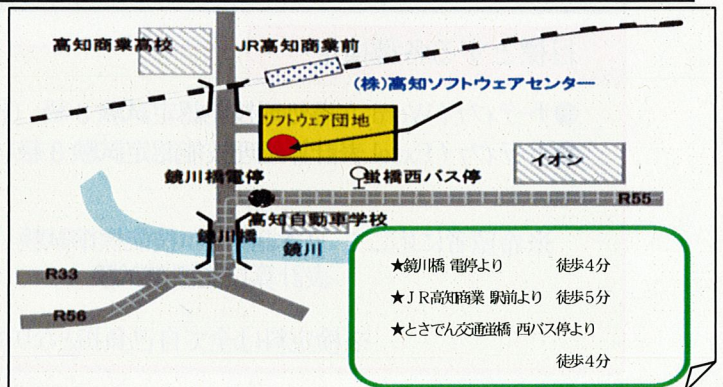 高知商業高校
JR高知商業前
(株)高知ソフトウェアセンター
ソフトウェア団地
イオン
鏡川橋電停
蛍橋西バス停
R55
高知自動車学校
鏡川橋
鏡川
R33
R56
★鏡川橋 電停より 徒歩4分
★ＪＲ高知商業 駅前より 徒歩5分
★とさでん交通蛍橋 西バス停より
徒歩4分